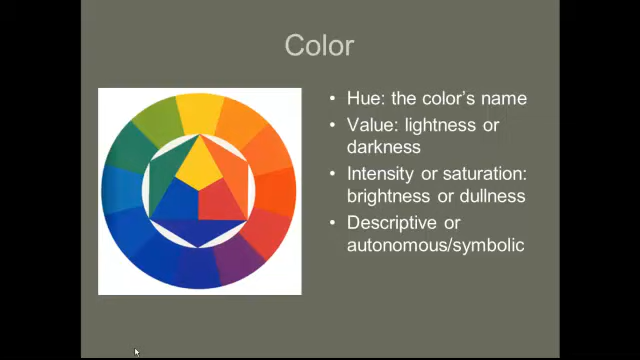 Color
• Hue: the color's name
• Value: lightness or
darkness
• Intensity or saturation:
brightness or dullness
• Descriptive or
autonomous/symbolic